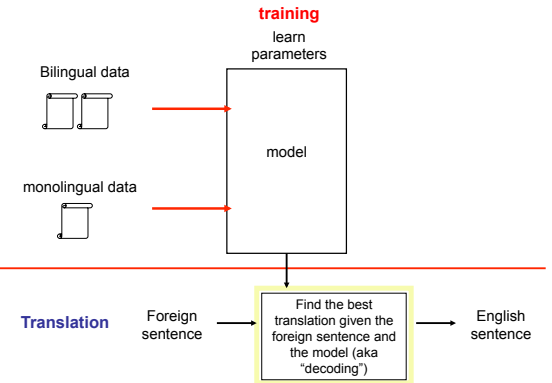 training
learn
parameters
Bilingual data
model
monolingual data
Translation
Foreign
sentence
Find the best
translation given the
foreign sentence and
the model (aka
“decoding”)
English
sentence